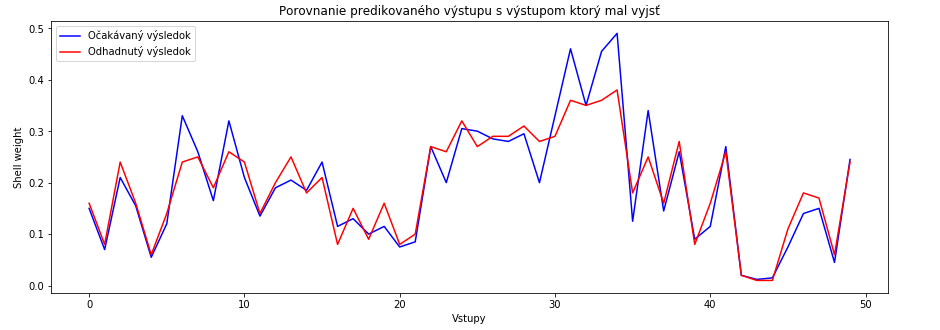 Porovnanie predikovaného výstupu s výstupom ktorý mal vyjsť
Očakávaný výsledok
Odhadnutý výsledok
Shell weight
0.5
0.4
0.3
0.2
0.1
0.0
0 10 20 30 40 50
Vstupy